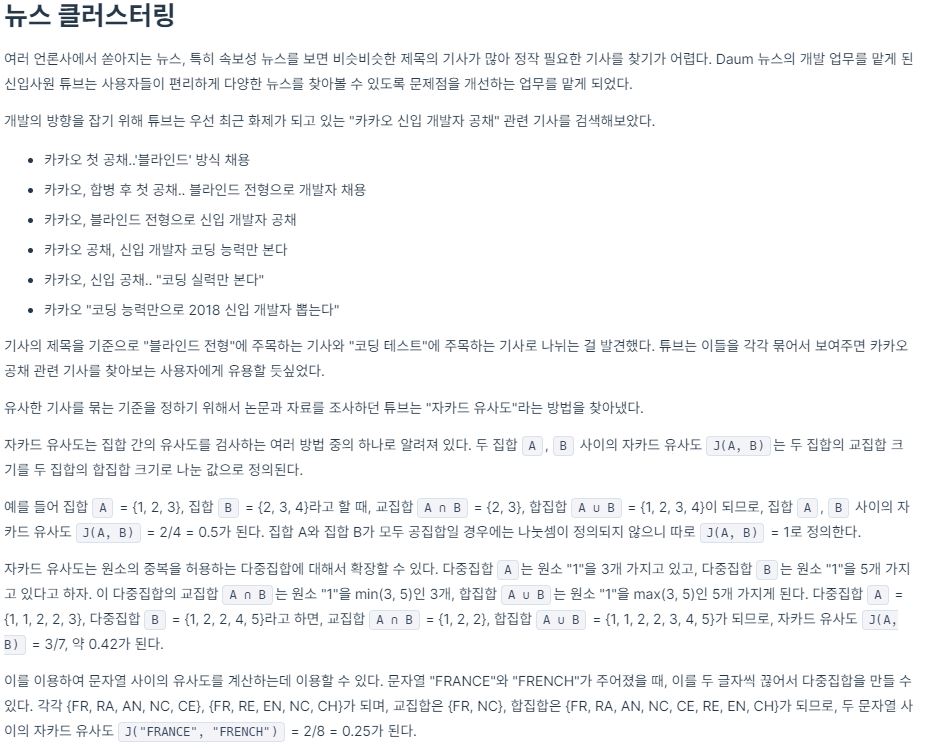 뉴스 클러스터링
여러 언론사에서 쏟아지는 뉴스, 특히 속보성 뉴스를 보면 비슷비슷한 제목의 기사가 많아 정작 필요한 기사를 찾기가 어렵다. Daum 뉴스의 개발 업무를 맡게 된
신입사원 튜브는 사용자들이 편리하게 다양한 뉴스를 찾아볼 수 있도록 문제점을 개선하는 업무를 맡게 되었다.
개발의 방향을 잡기 위해 튜브는 우선 최근 화제가 되고 있는 "카카오 신입 개발자 공채" 관련 기사를 검색해보았다.
• 카카오 첫 공채..'블라인드' 방식 채용
• 카카오, 합병 후 첫 공채.. 블라인드 전형으로 개발자 채용
• 카카오, 블라인드 전형으로 신입 개발자 공채
• 카카오 공채, 신입 개발자 코딩 능력만 본다
• 카카오, 신입 공채.. "코딩 실력만 본다"
• 카카오 "코딩 능력만으로 2018 신입 개발자 뽑는다"
기사의 제목을 기준으로 "블라인드 전형"에 주목하는 기사와 "코딩 테스트"에 주목하는 기사로 나뉘는 걸 발견했다. 튜브는 이들을 각각 묶어서 보여주면 카카오
공채 관련 기사를 찾아보는 사용자에게 유용할 듯싶었다.
유사한 기사를 묶는 기준을 정하기 위해서 논문과 자료를 조사하던 튜브는 "자카드 유사도"라는 방법을 찾아냈다.
자카드 유사도는 집합 간의 유사도를 검사하는 여러 방법 중의 하나로 알려져 있다. 두 집합 A, B 사이의 자카드 유사도 J(A, B)는 두 집합의 교집합 크
기를 두 집합의 합집합 크기로 나눈 값으로 정의된다.
예를 들어 집합 A = {1, 2, 3}, 집합 B = {2, 3, 4}라고 할 때, 교집합 A ∩ B = {2, 3}, 합집합 A ∪ B = {1, 2, 3, 4}이 되므로, 집합 A, B 사이의 자
카드 유사도 J(A, B) = 2/4 = 0.5가 된다. 집합 A와 집합 B가 모두 공집합일 경우에는 나눗셈이 정의되지 않으니 따로 J(A, B) = 1로 정의한다.
자카드 유사도는 원소의 중복을 허용하는 다중집합에 대해서 확장할 수 있다. 다중집합 A는 원소 "1"을 3개 가지고 있고, 다중집합 B는 원소 "1"을 5개 가지
고 있다고 하자. 이 다중집합의 교집합 A ∩ B는 원소 "1"을 min(3, 5)인 3개, 합집합 A ∪ B는 원소 "1"을 max(3, 5)인 5개 가지게 된다. 다중집합 A =
{1, 1, 2, 2, 3}, 다중집합 B = {1, 2, 2, 4, 5}라고 하면, 교집합 A ∩ B = {1, 2, 2}, 합집합 A ∪ B = {1, 1, 2, 2, 3, 4, 5}가 되므로, 자카드 유사도 J(A,
B) = 3/7, 약 0.42가 된다.
이를 이용하여 문자열 사이의 유사도를 계산하는데 이용할 수 있다. 문자열 "FRANCE"와 "FRENCH"가 주어졌을 때, 이를 두 글자씩 끊어서 다중집합을 만들 수
있다. 각각 {FR, RA, AN, NC, CE}, {FR, RE, EN, NC, CH}가 되며, 교집합은 {FR, NC}, 합집합은 {FR, RA, AN, NC, CE, RE, EN, CH}가 되므로, 두 문자열 사
이의 자카드 유사도 J("FRANCE", "FRENCH") = 2/8 = 0.25가 된다.